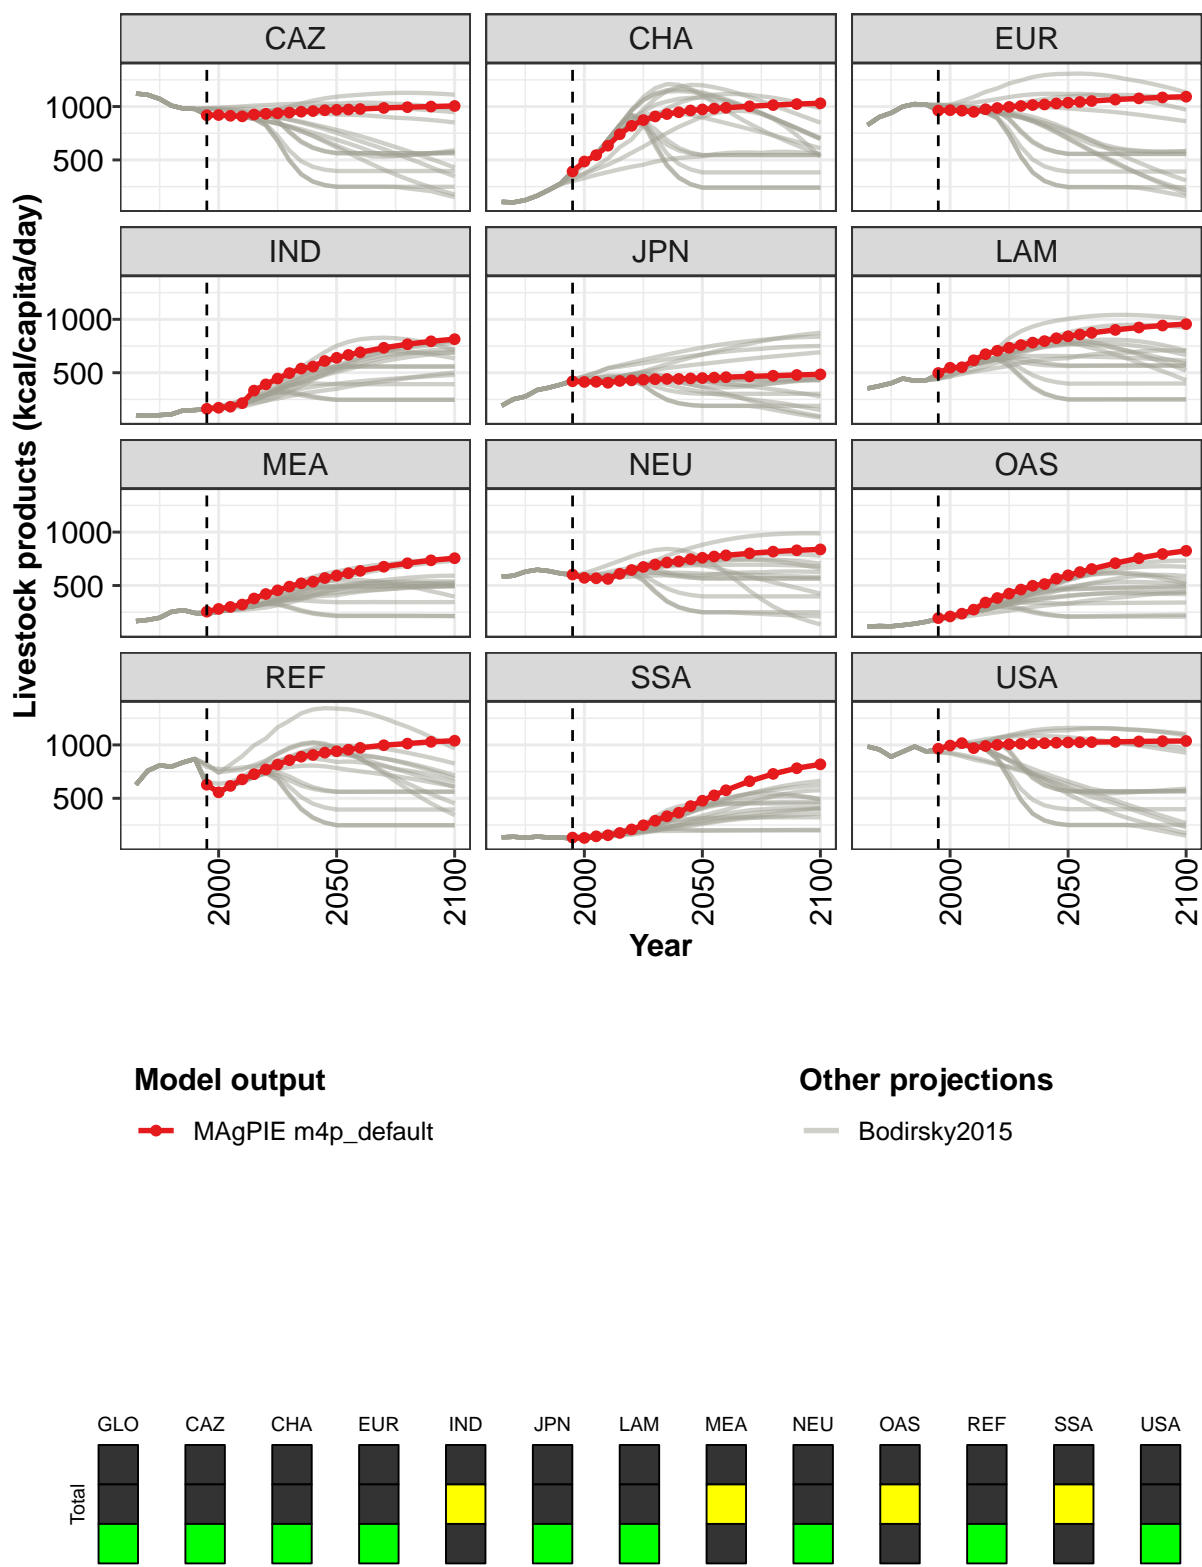 CAZ CHA EUR
1000
500
IND JPN LAM
1000
500
MEA NEU OAS
1000
500
REF SSA USA
1000
500
Livestock products (kcal/capita/day)
2000 2050 2100 2000 2050 2100 2000 2050 2100
Year
Model output Other projections
MAgPIE m4p_default Bodirsky2015
GLO CAZ CHA EUR IND JPN LAM MEA NEU OAS REF SSA USA
Total